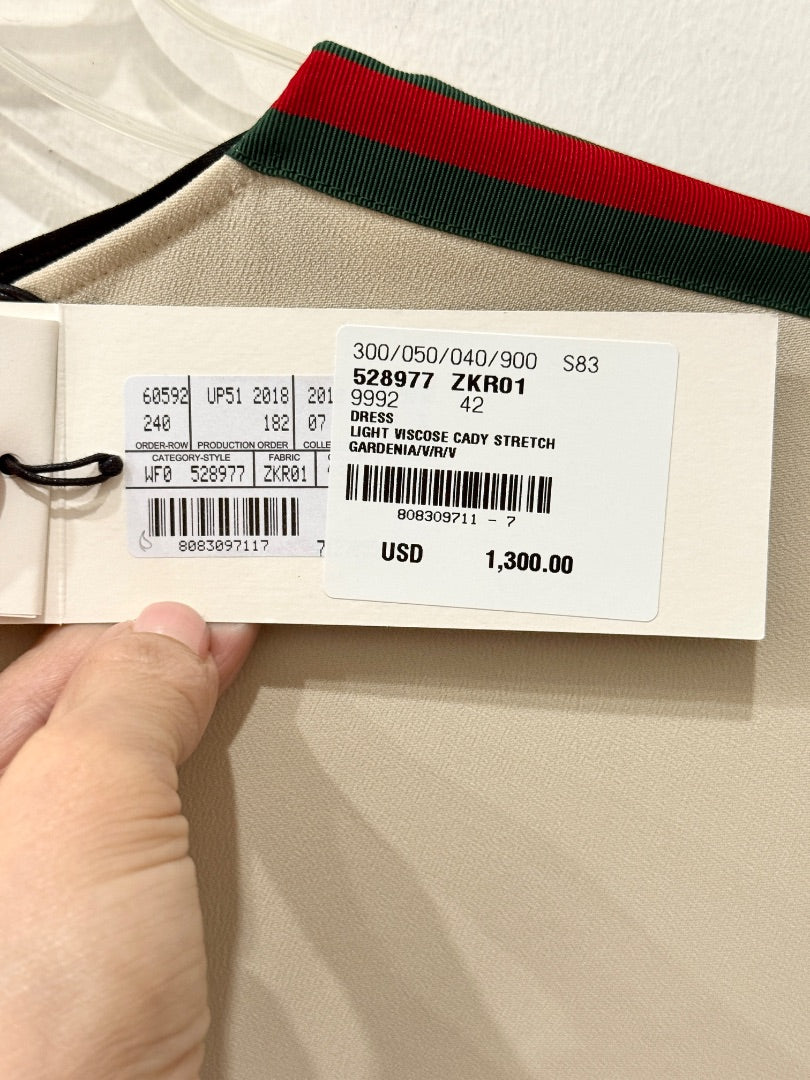 60592 UP51 2018 201
240 182 07
ORDER-ROW PRODUCTION ORDER COLLE
CATEGORY-STYLE FABRIC
WF0 528977 ZKR01
8083097117 7
300/050/040/900 S83
528977 ZKR01
9992 42
DRESS
LIGHT VISCOSE CADY STRETCH
GARDENIA/V/R/V
808309711 - 7
USD 1,300.00